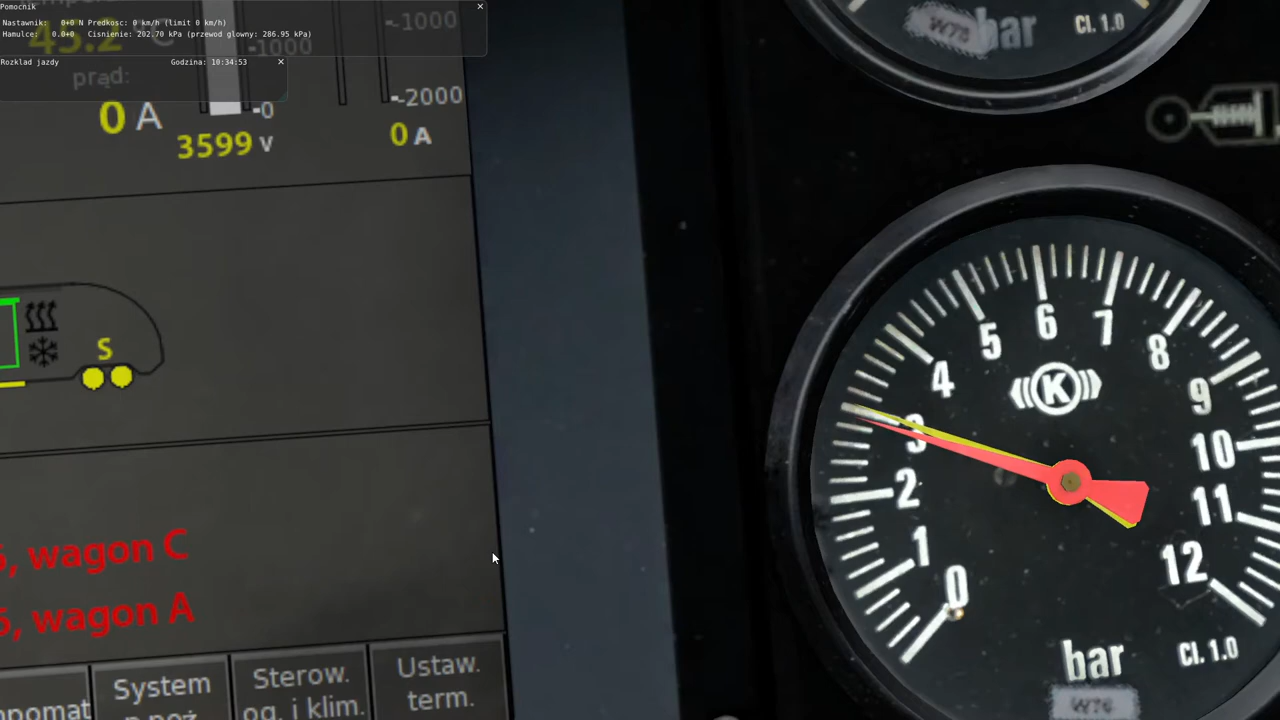 Pomocnik
Nastawnik: 0+0 N Predkosc: 0 km/h (limit 0 km/h)
Hamulce: 0.0+0 Cisnienie: 202.70 kPa (przewod glowny: 286.95 kPa)
45.2 C
Rozklad jazdy Godzina: 10:34:53
prąd:
0 A
-1000
-0
3599 V
-1000
-2000
0 A
S
, wagon C
, wagon A
System
Sterow.
og. i klim.
Ustaw.
term.
W75
bar
Cl. 1.0
0
1
2
3
4
5
6
7
8
9
10
11
12
K
bar
Cl. 1.0
W76